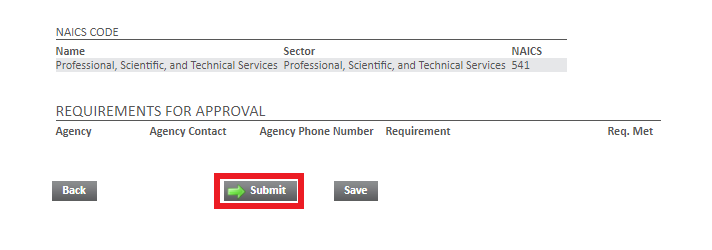 NAICS CODE
Name Sector NAICS
Professional, Scientific, and Technical Services Professional, Scientific, and Technical Services 541
REQUIREMENTS FOR APPROVAL
Agency Agency Contact Agency Phone Number Requirement Req. Met
Back Submit Save